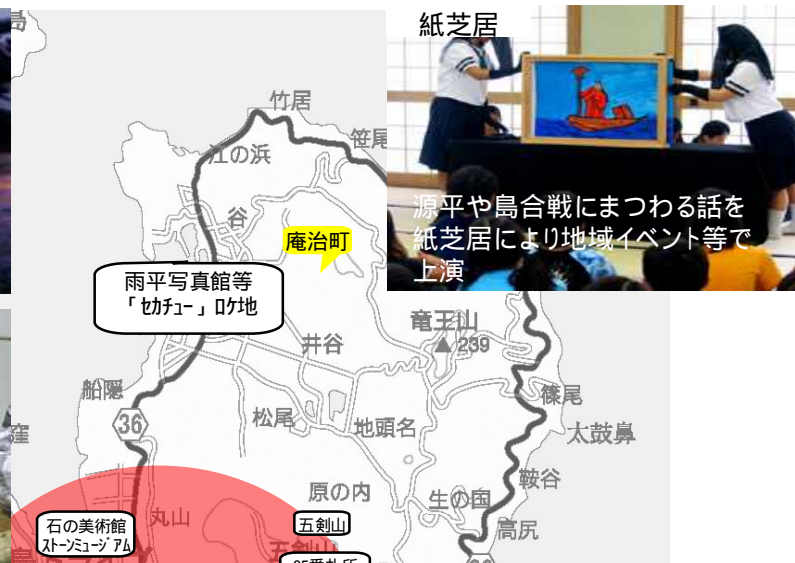 紙芝居
源平や島合戦にまつわる話を
紙芝居により地域イベント等で
上演
島
竹居
笹尾
江の浜
谷
庵治町
雨平写真館等
「セカチュー」ロケ地
竜王山
239
井谷
船隠
36
松尾
地頭名
篠尾
太鼓鼻
窪
鞍谷
原の内
生の国
丸山
高尻
石の美術館
ストーンミュージアム
五剣山
五剣山